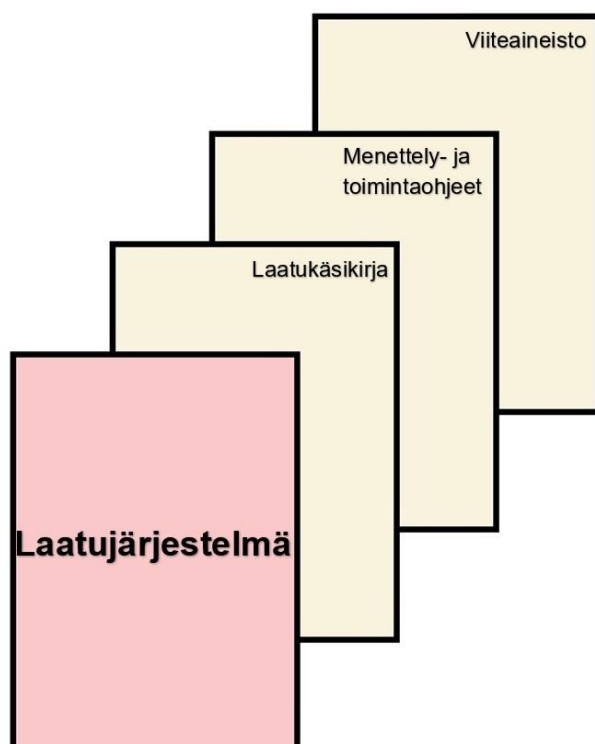 Viiteaineisto
Menettely- ja
toimintaohjeet
Laatukäsikirja
Laatujärjestelmä